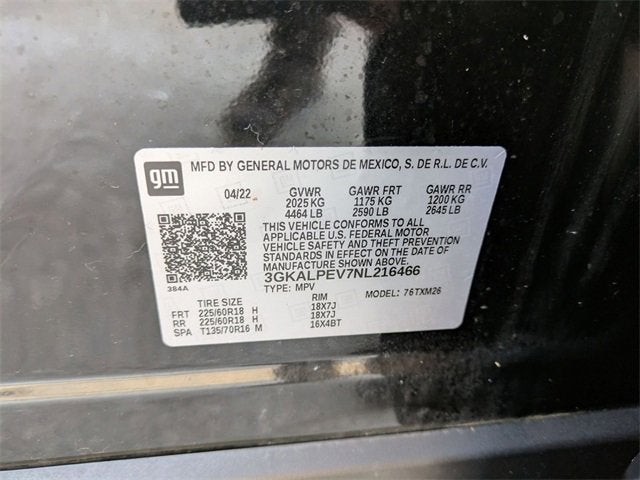 gm MFD BY GENERAL MOTORS DE MEXICO, S. DE R.L. DE C.V.
04/22 GVWR GAWR FRT GAWR RR
2025 KG 1175 KG 1200 KG
4464 LB 2590 LB 2645 LB
THIS VEHICLE CONFORMS TO ALL
APPLICABLE U.S. FEDERAL MOTOR
VEHICLE SAFETY AND THEFT PREVENTION
STANDARDS IN EFFECT ON THE DATE OF
MANUFACTURE SHOWN ABOVE.
3GKALPEV7NL216466
384A TYPE: MPV MODEL: 76TXM26
TIRE SIZE RIM
FRT 225/60R18 H 18X7J
RR 225/60R18 H 18X7J
SPA T135/70R16 M 16X4BT